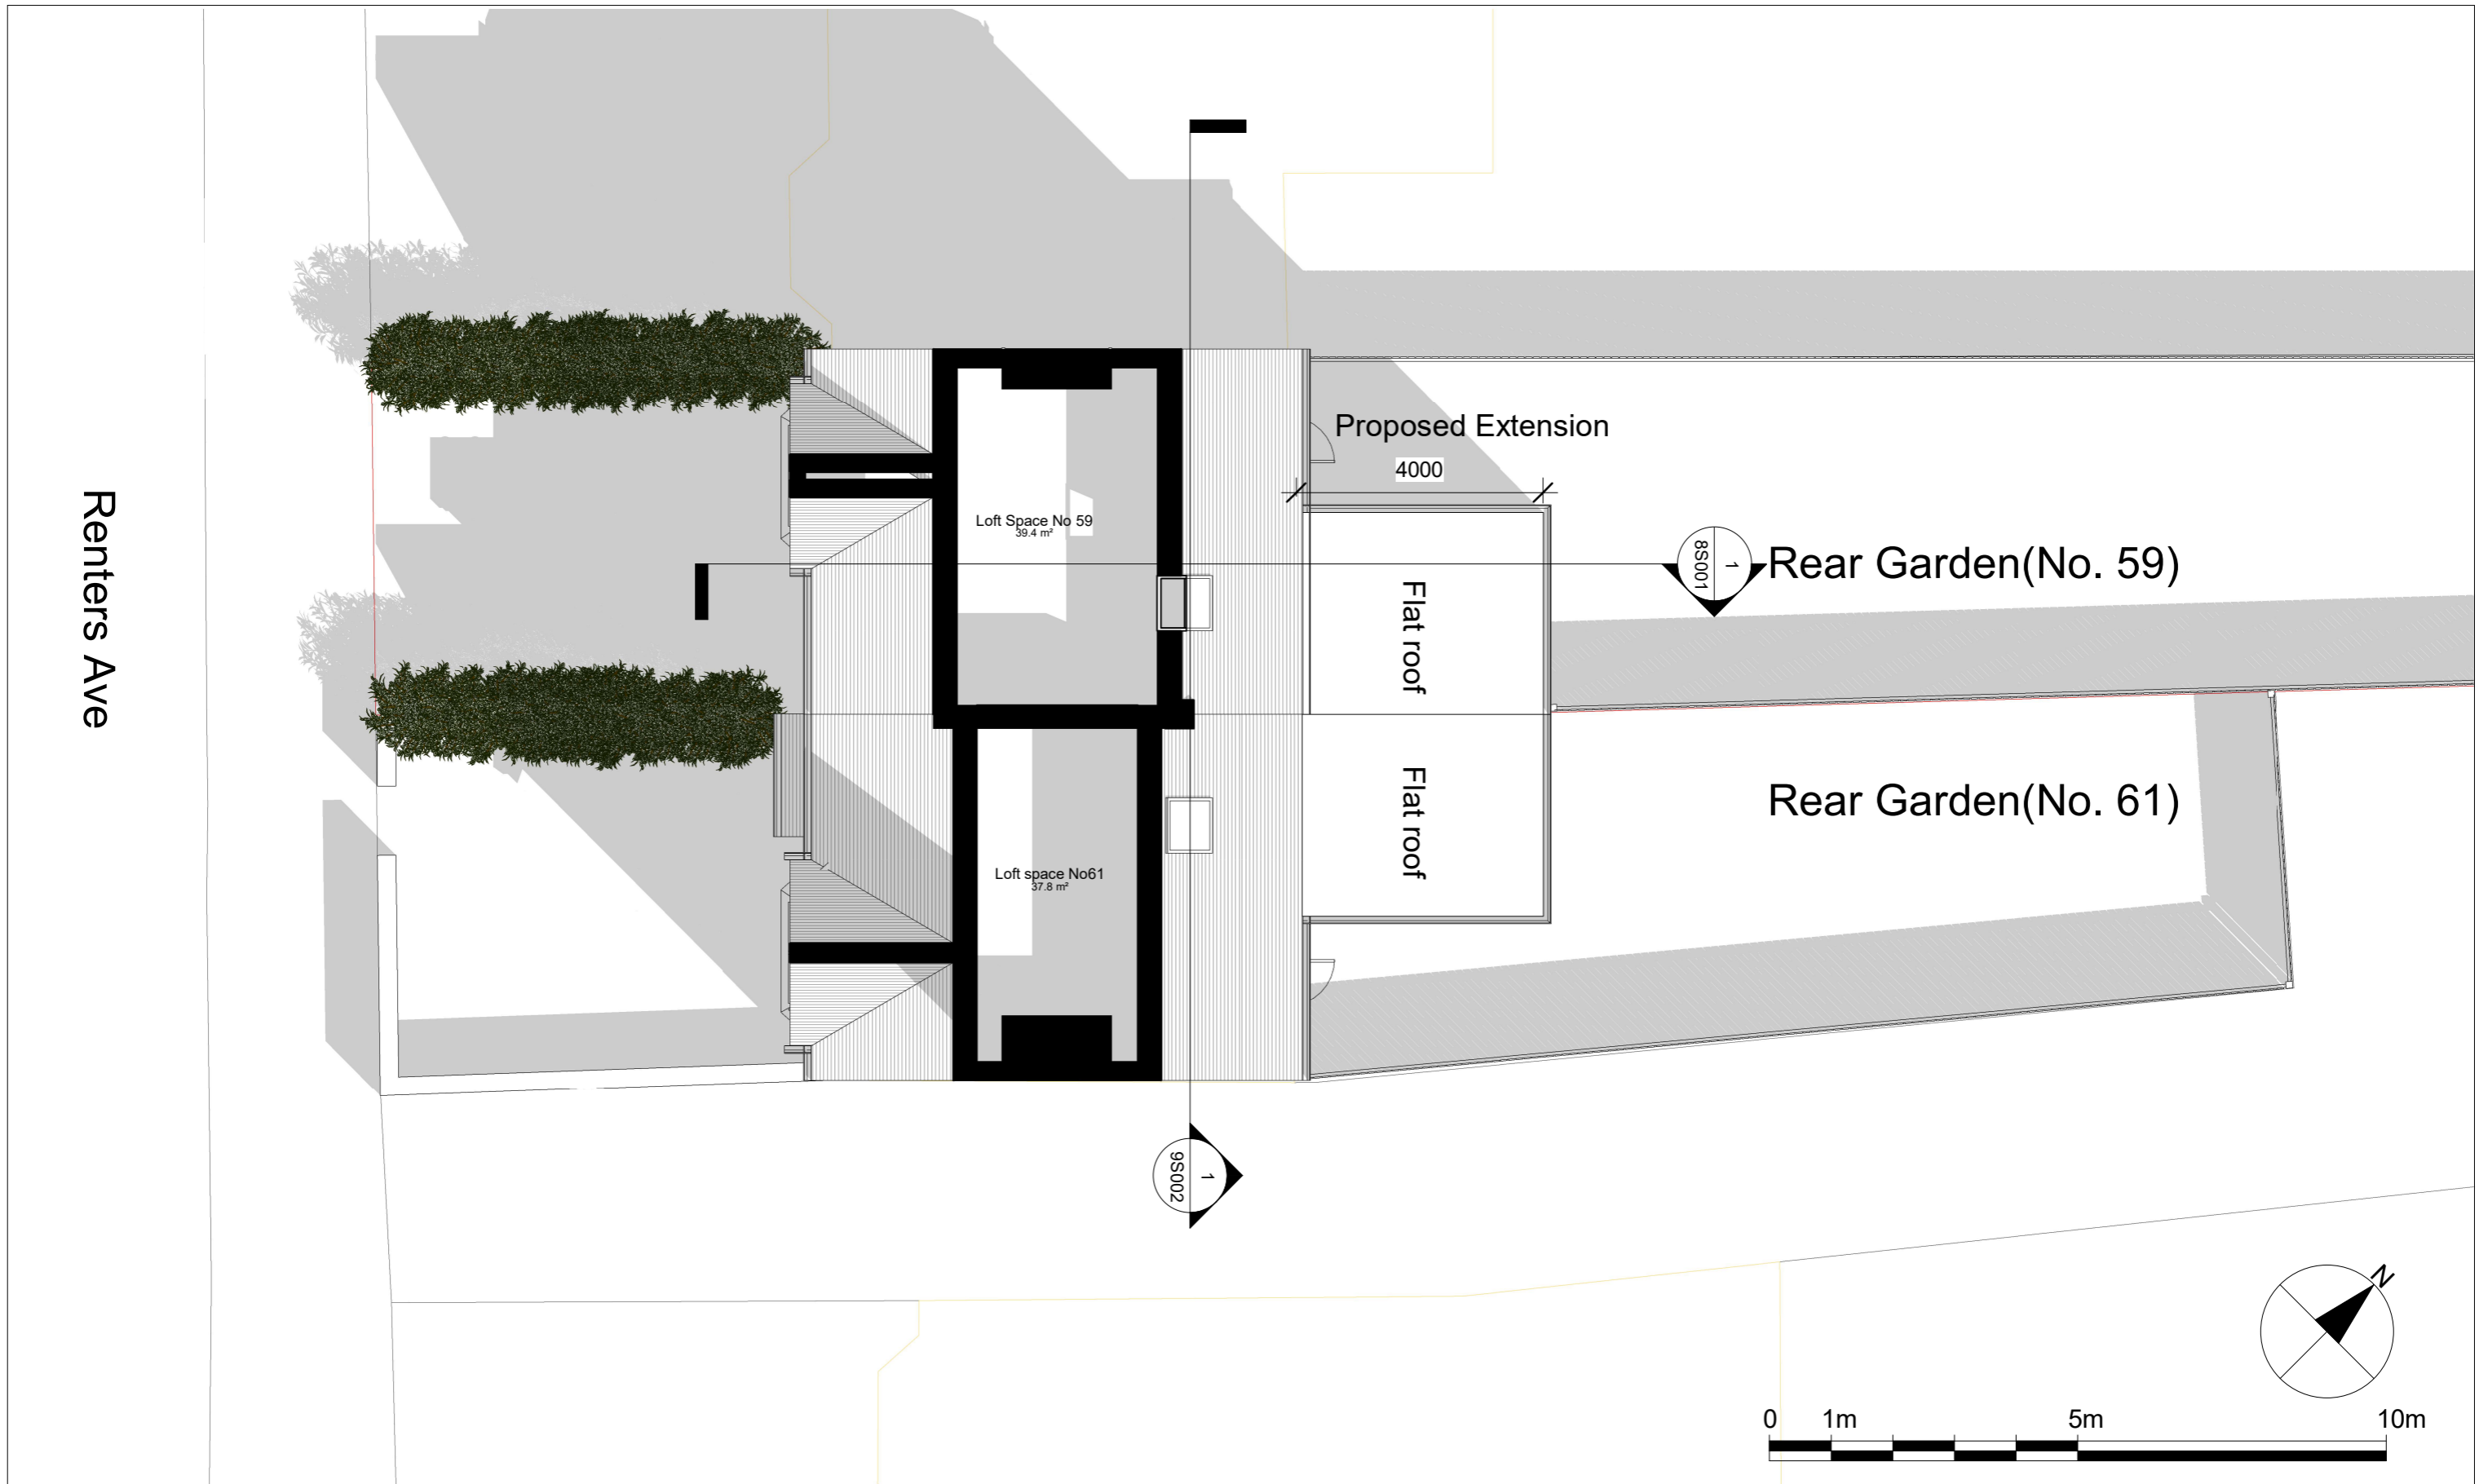 Renters Ave
Proposed Extension
4000
Loft Space No 59
39.4 m²
Flat roof
1
8S001
Rear Garden(No. 59)
Flat roof
Rear Garden(No. 61)
Loft space No61
37.8 m²
1
9S002
N
0 1m 5m 10m